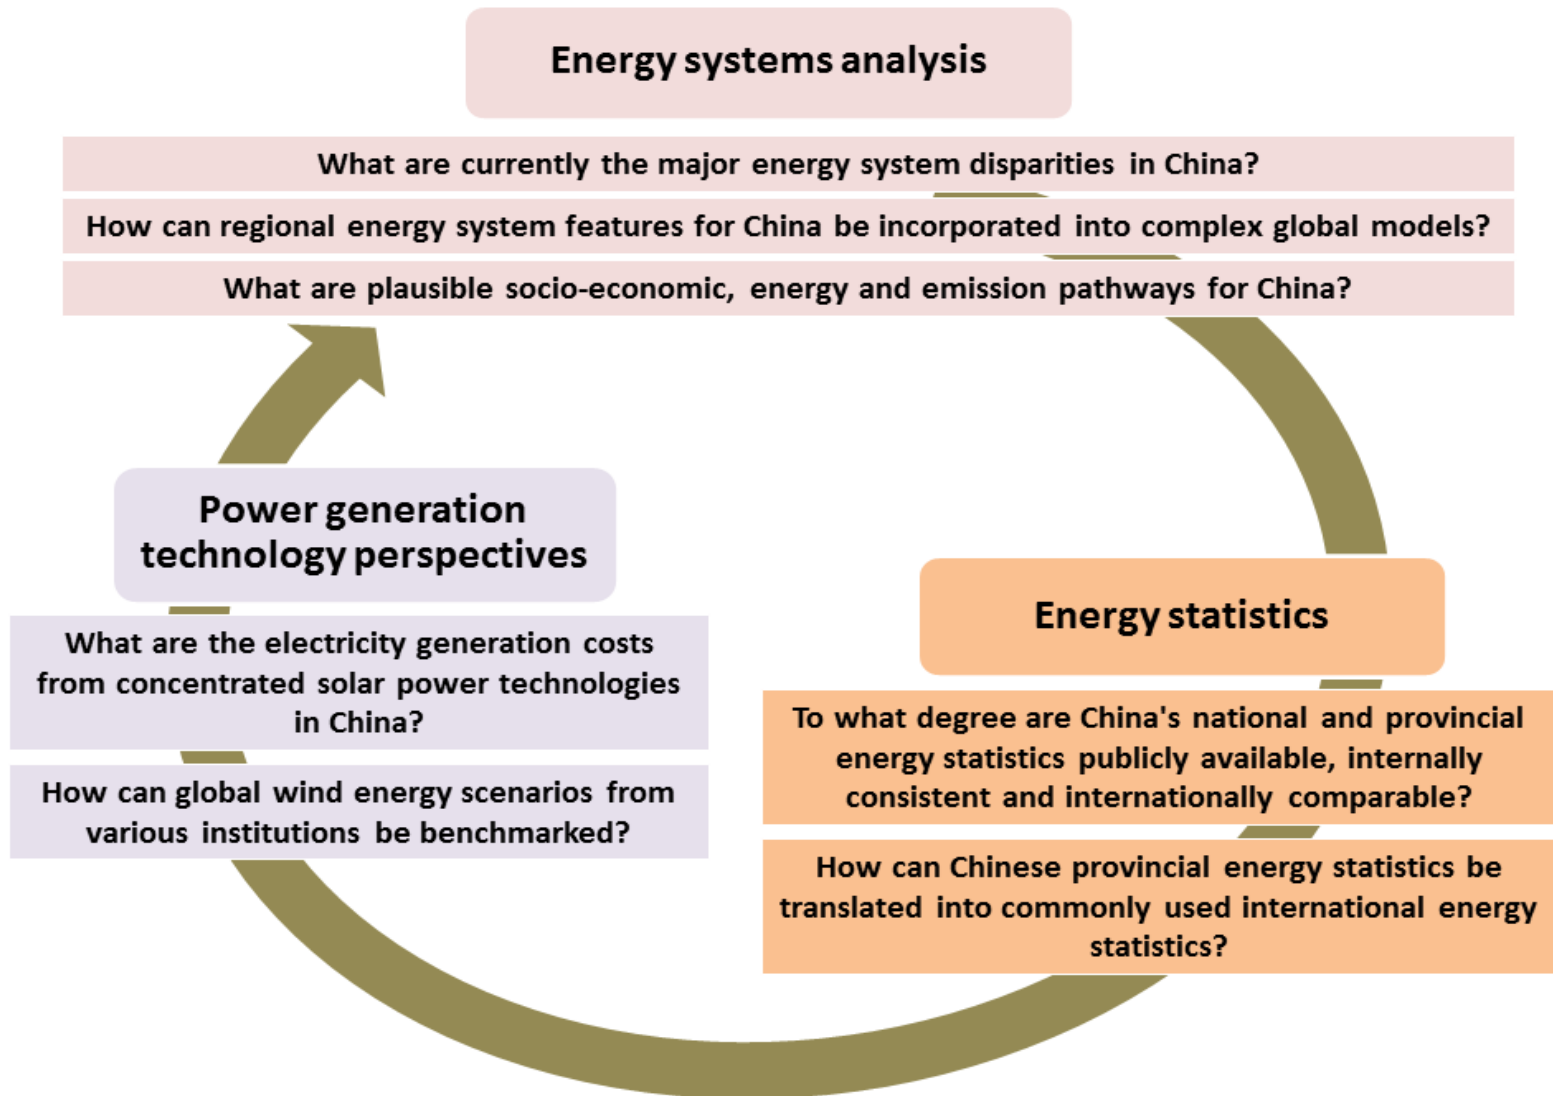 Energy systems analysis
What are currently the major energy system disparities in China?
How can regional energy system features for China be incorporated into complex global models?
What are plausible socio-economic, energy and emission pathways for China?
Power generation
technology perspectives
What are the electricity generation costs
from concentrated solar power technologies
in China?
How can global wind energy scenarios from
various institutions be benchmarked?
Energy statistics
To what degree are China's national and provincial
energy statistics publicly available, internally
consistent and internationally comparable?
How can Chinese provincial energy statistics be
translated into commonly used international energy
statistics?